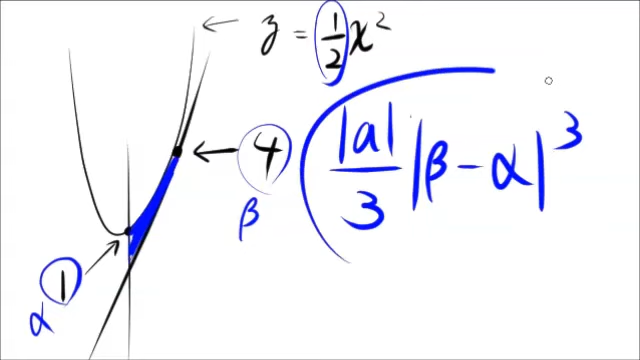 y = 1/2 x²
|a|/3 |β - α|³
4
β
1
α